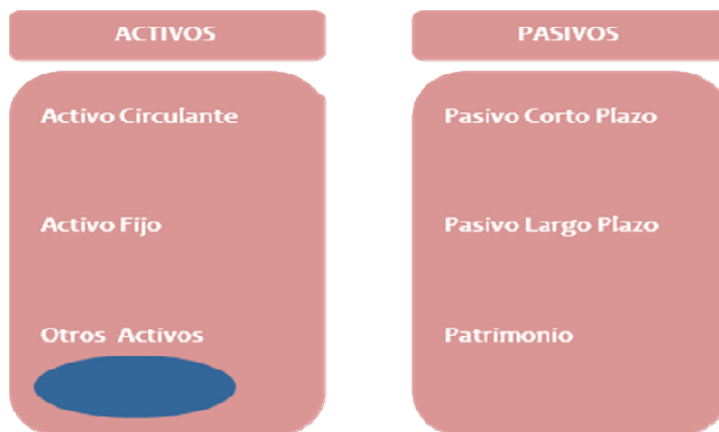 ACTIVOS
Activo Circulante
Activo Fijo
Otros Activos
PASIVOS
Pasivo Corto Plazo
Pasivo Largo Plazo
Patrimonio